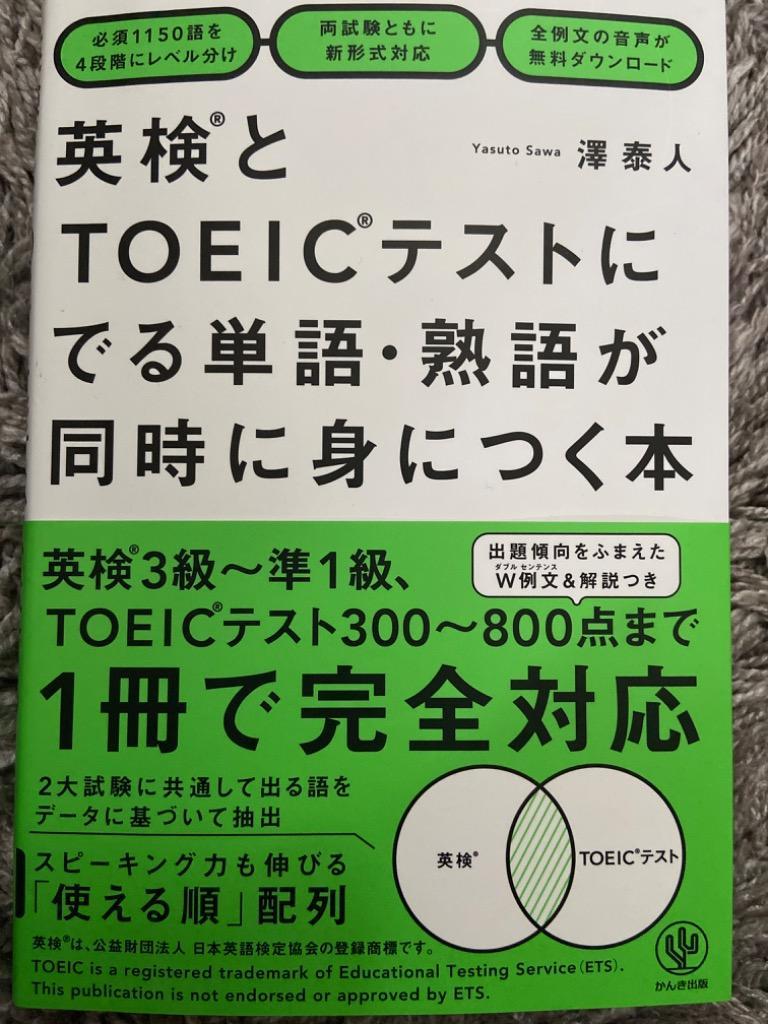 必須1150語を
4段階にレベル分け
両試験ともに
新形式対応
全例文の音声が
無料ダウンロード
英検®と
Yasuto Sawa 澤 泰人
TOEIC®テストに
でる単語・熟語が
同時に身につく本
英検®3級〜準1級、
出題傾向をふまえた
ダブル センテンス
W例文&解説つき
TOEIC®テスト300〜800点まで
1冊で完全対応
2大試験に共通して出る語を
データに基づいて抽出
英検®
TOEIC®テスト
スピーキング力も伸びる
「使える順」配列
英検®は、公益財団法人 日本英語検定協会の登録商標です。
TOEIC is a registered trademark of Educational Testing Service (ETS).
This publication is not endorsed or approved by ETS.
かんき出版